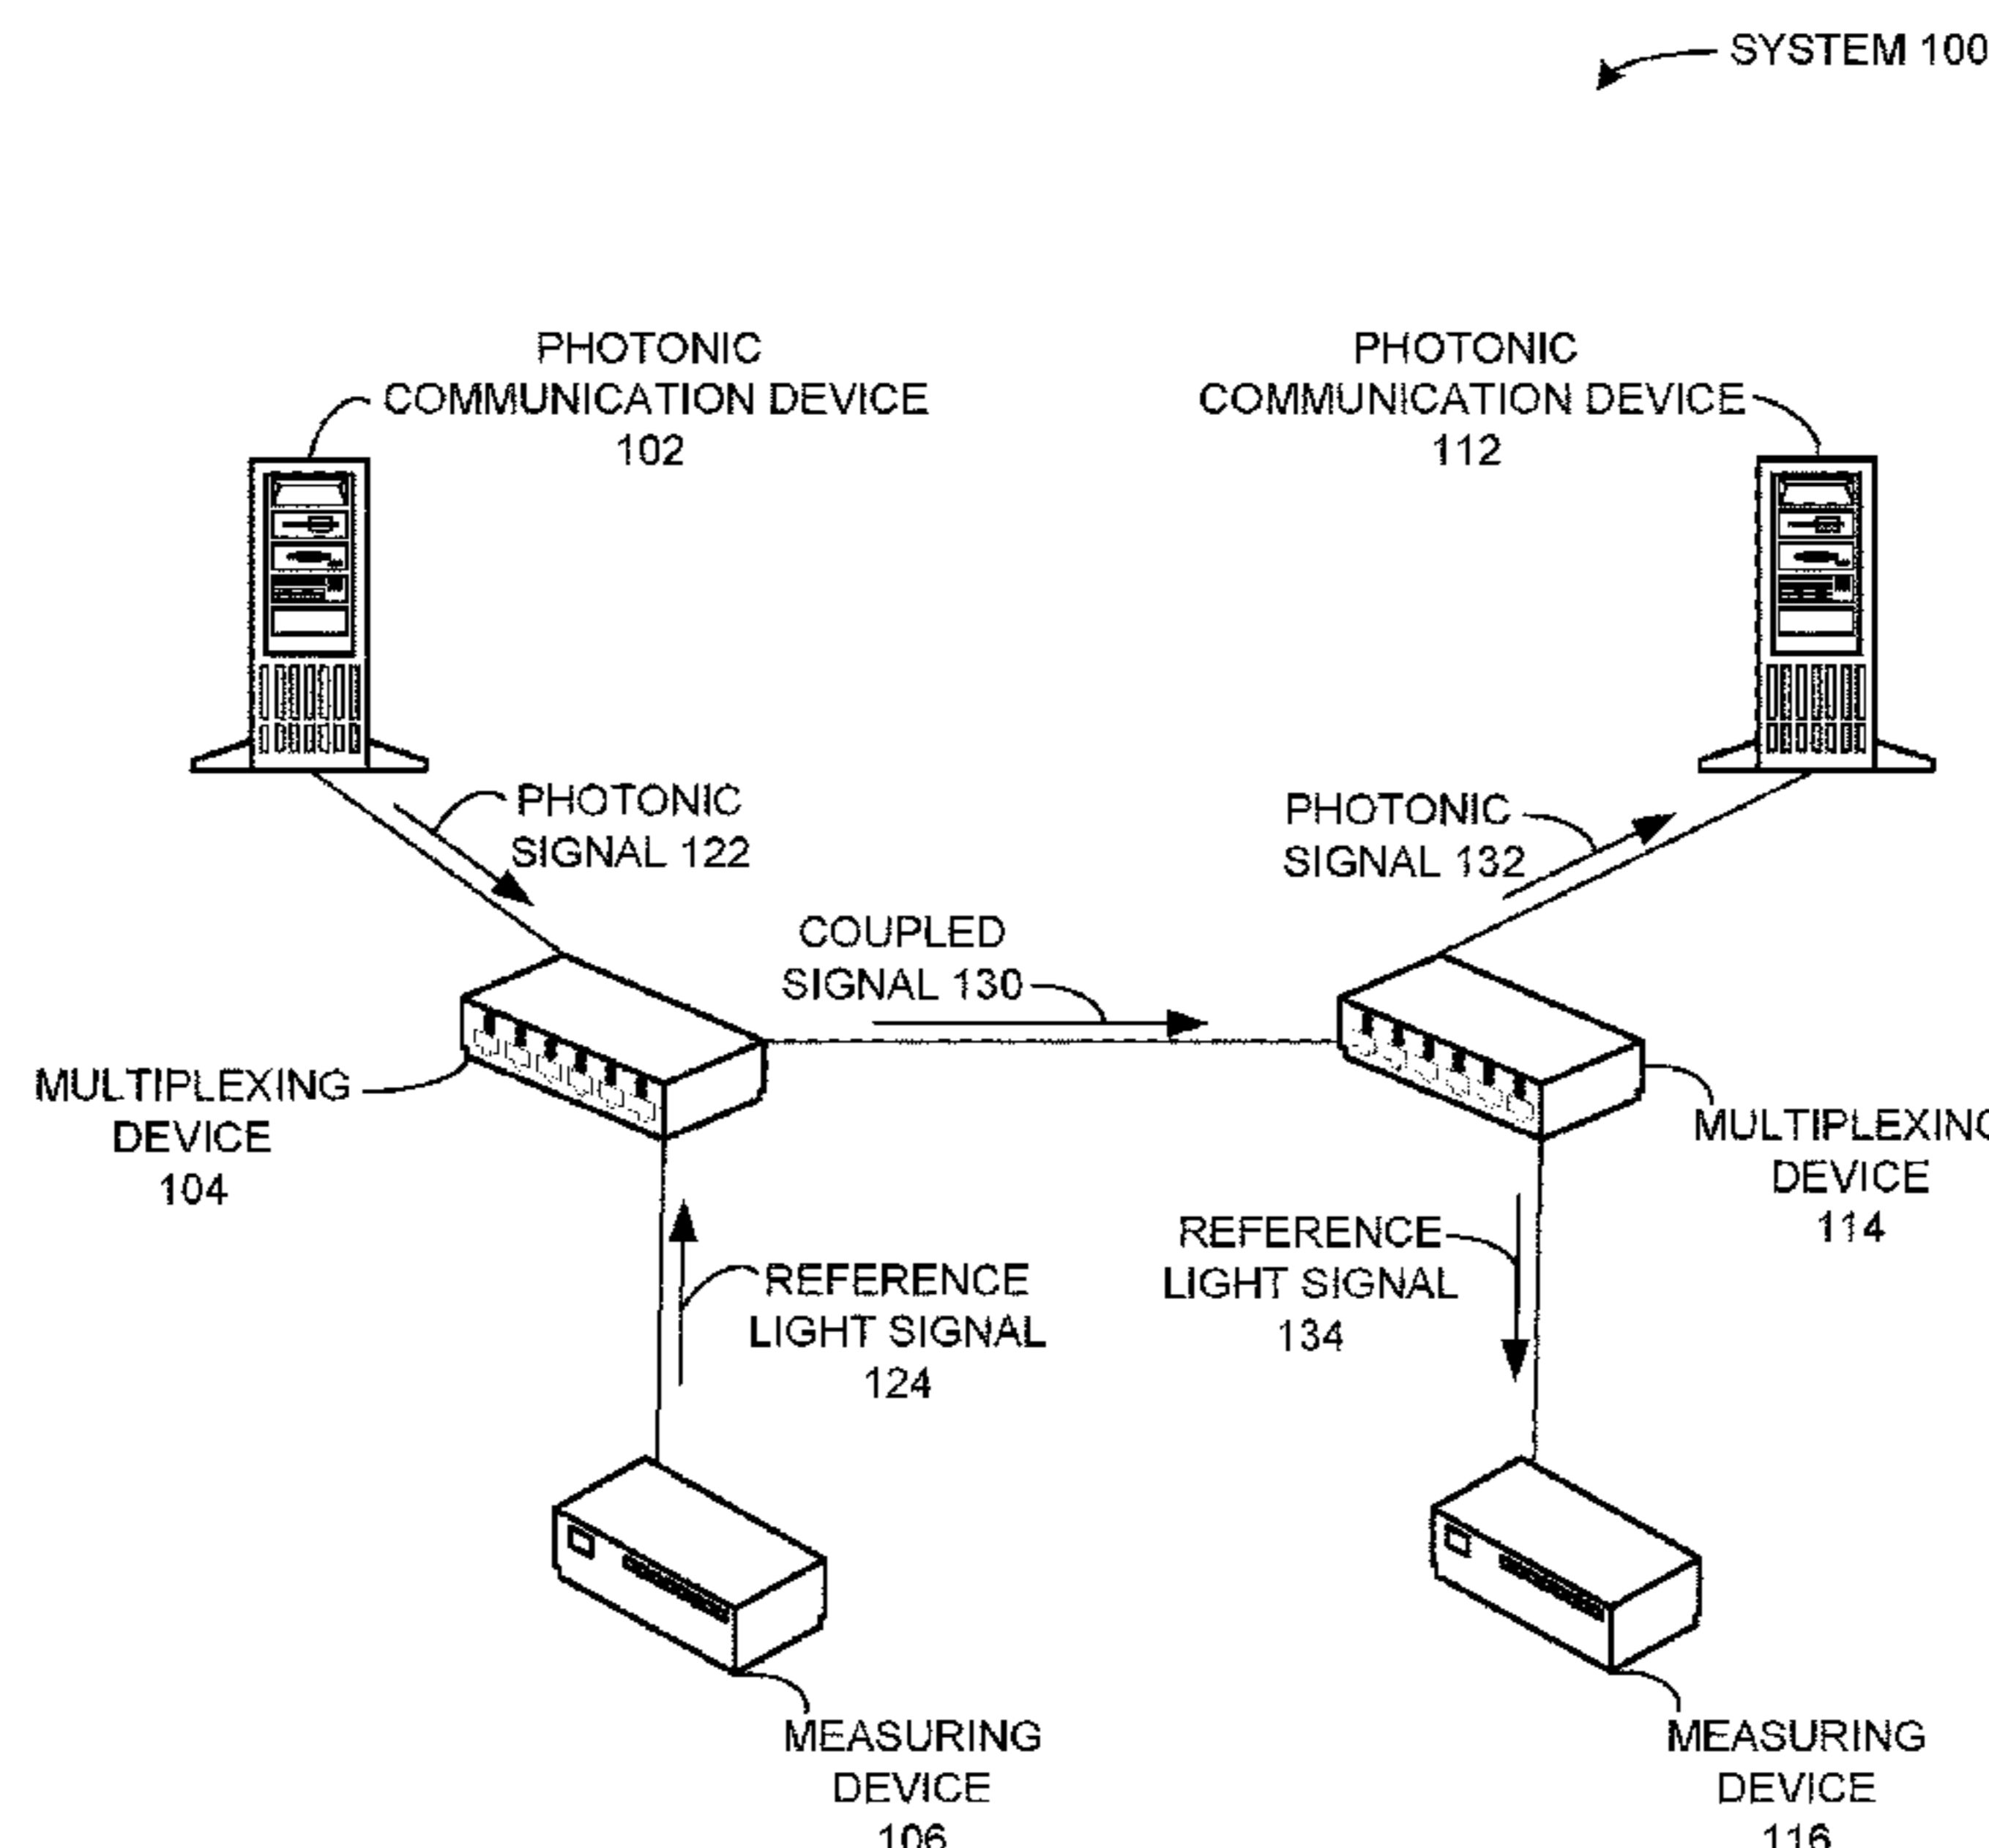 SYSTEM 100
PHOTONIC
COMMUNICATION DEVICE
102
PHOTONIC
COMMUNICATION DEVICE
112
PHOTONIC
SIGNAL 122
PHOTONIC
SIGNAL 132
COUPLED
SIGNAL 130
MULTIPLEXING
DEVICE
104
MULTIPLEXING
DEVICE
114
REFERENCE
LIGHT SIGNAL
124
REFERENCE
LIGHT SIGNAL
134
MEASURING
DEVICE
106
MEASURING
DEVICE
116